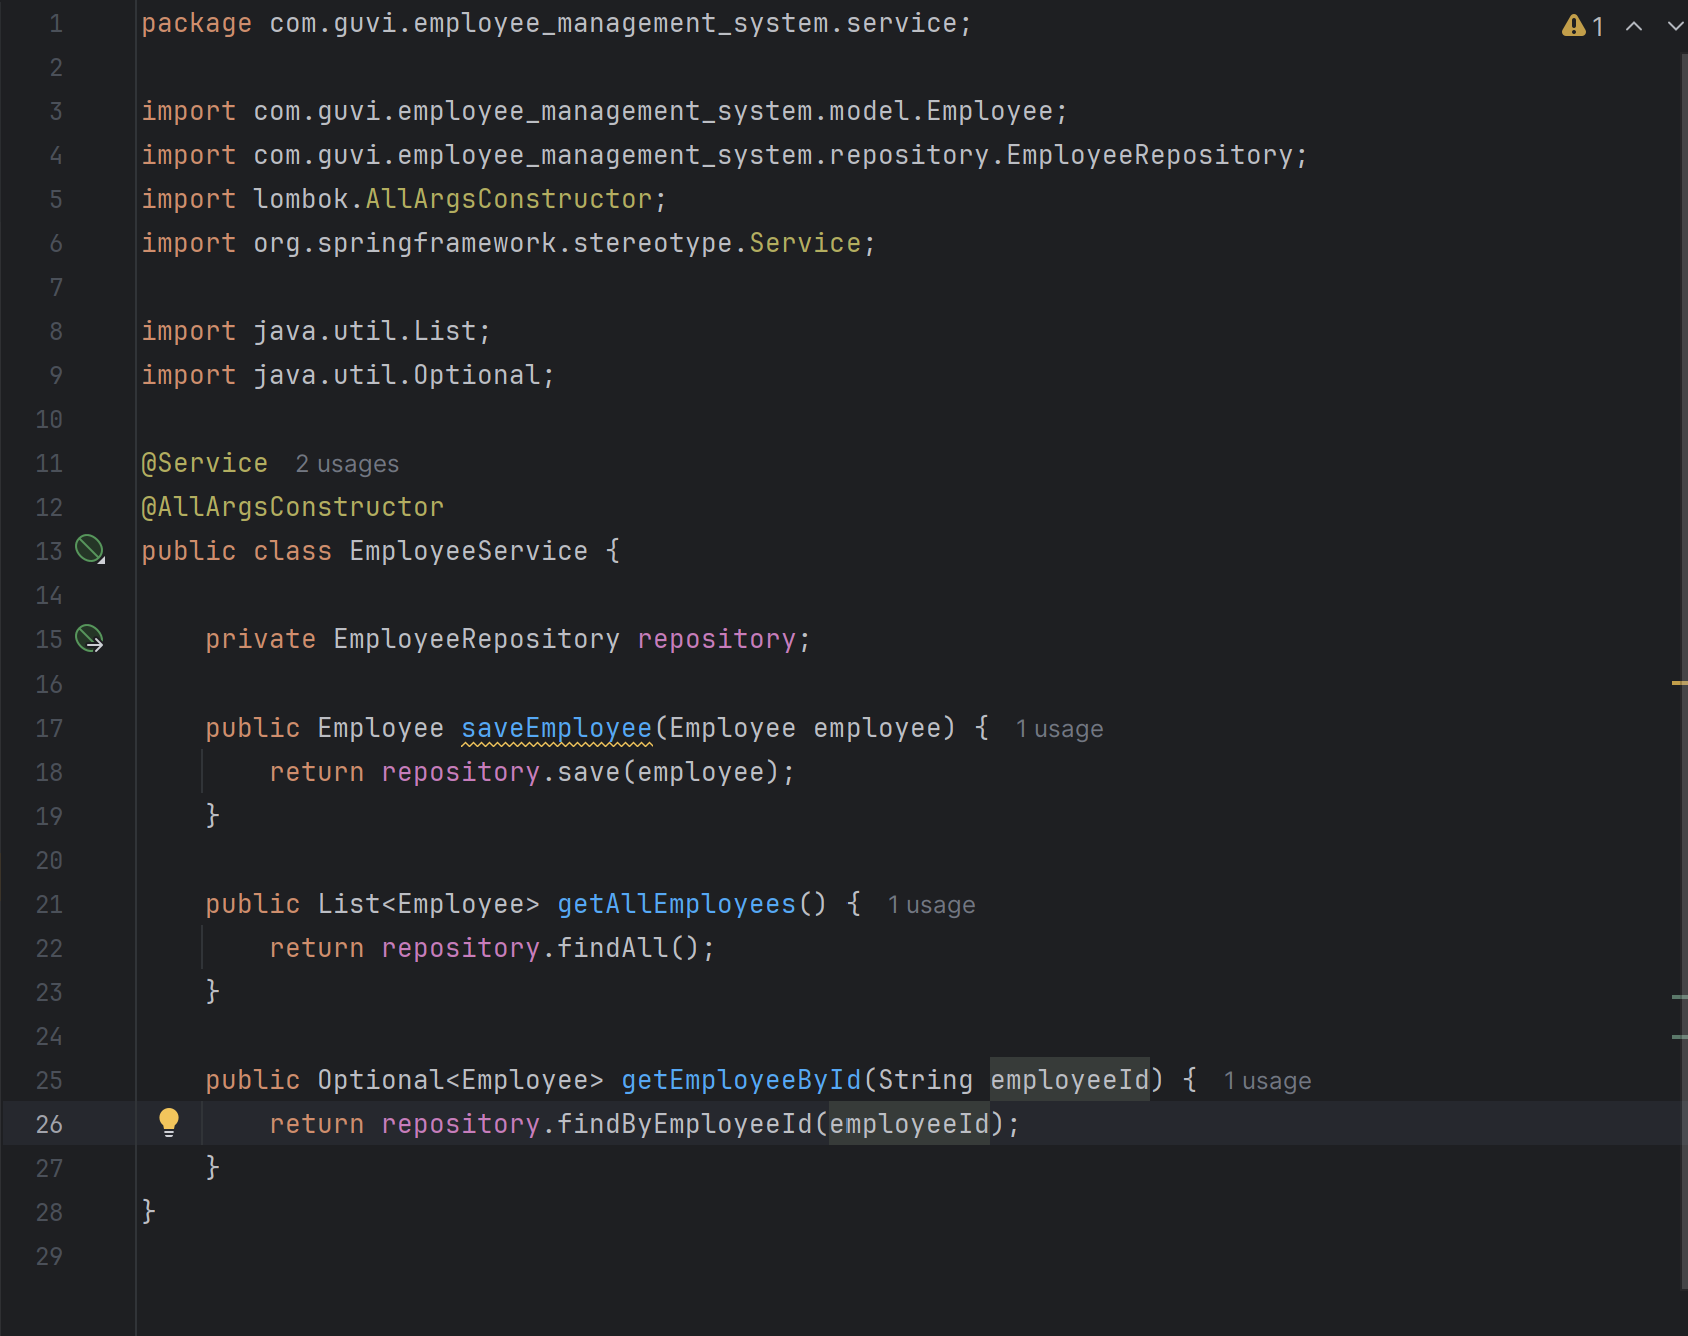 1 package com.guvi.employee_management_system.service; 1
2
3 import com.guvi.employee_management_system.model.Employee;
4 import com.guvi.employee_management_system.repository.EmployeeRepository;
5 import lombok.AllArgsConstructor;
6 import org.springframework.stereotype.Service;
7
8 import java.util.List;
9 import java.util.Optional;
10
11 @Service 2 usages
12 @AllArgsConstructor
13 public class EmployeeService {
14
15     private EmployeeRepository repository;
16
17     public Employee saveEmployee(Employee employee) { 1 usage
18         return repository.save(employee);
19     }
20
21     public List<Employee> getAllEmployees() { 1 usage
22         return repository.findAll();
23     }
24
25     public Optional<Employee> getEmployeeById(String employeeId) { 1 usage
26         return repository.findByEmployeeId(employeeId);
27     }
28 }
29